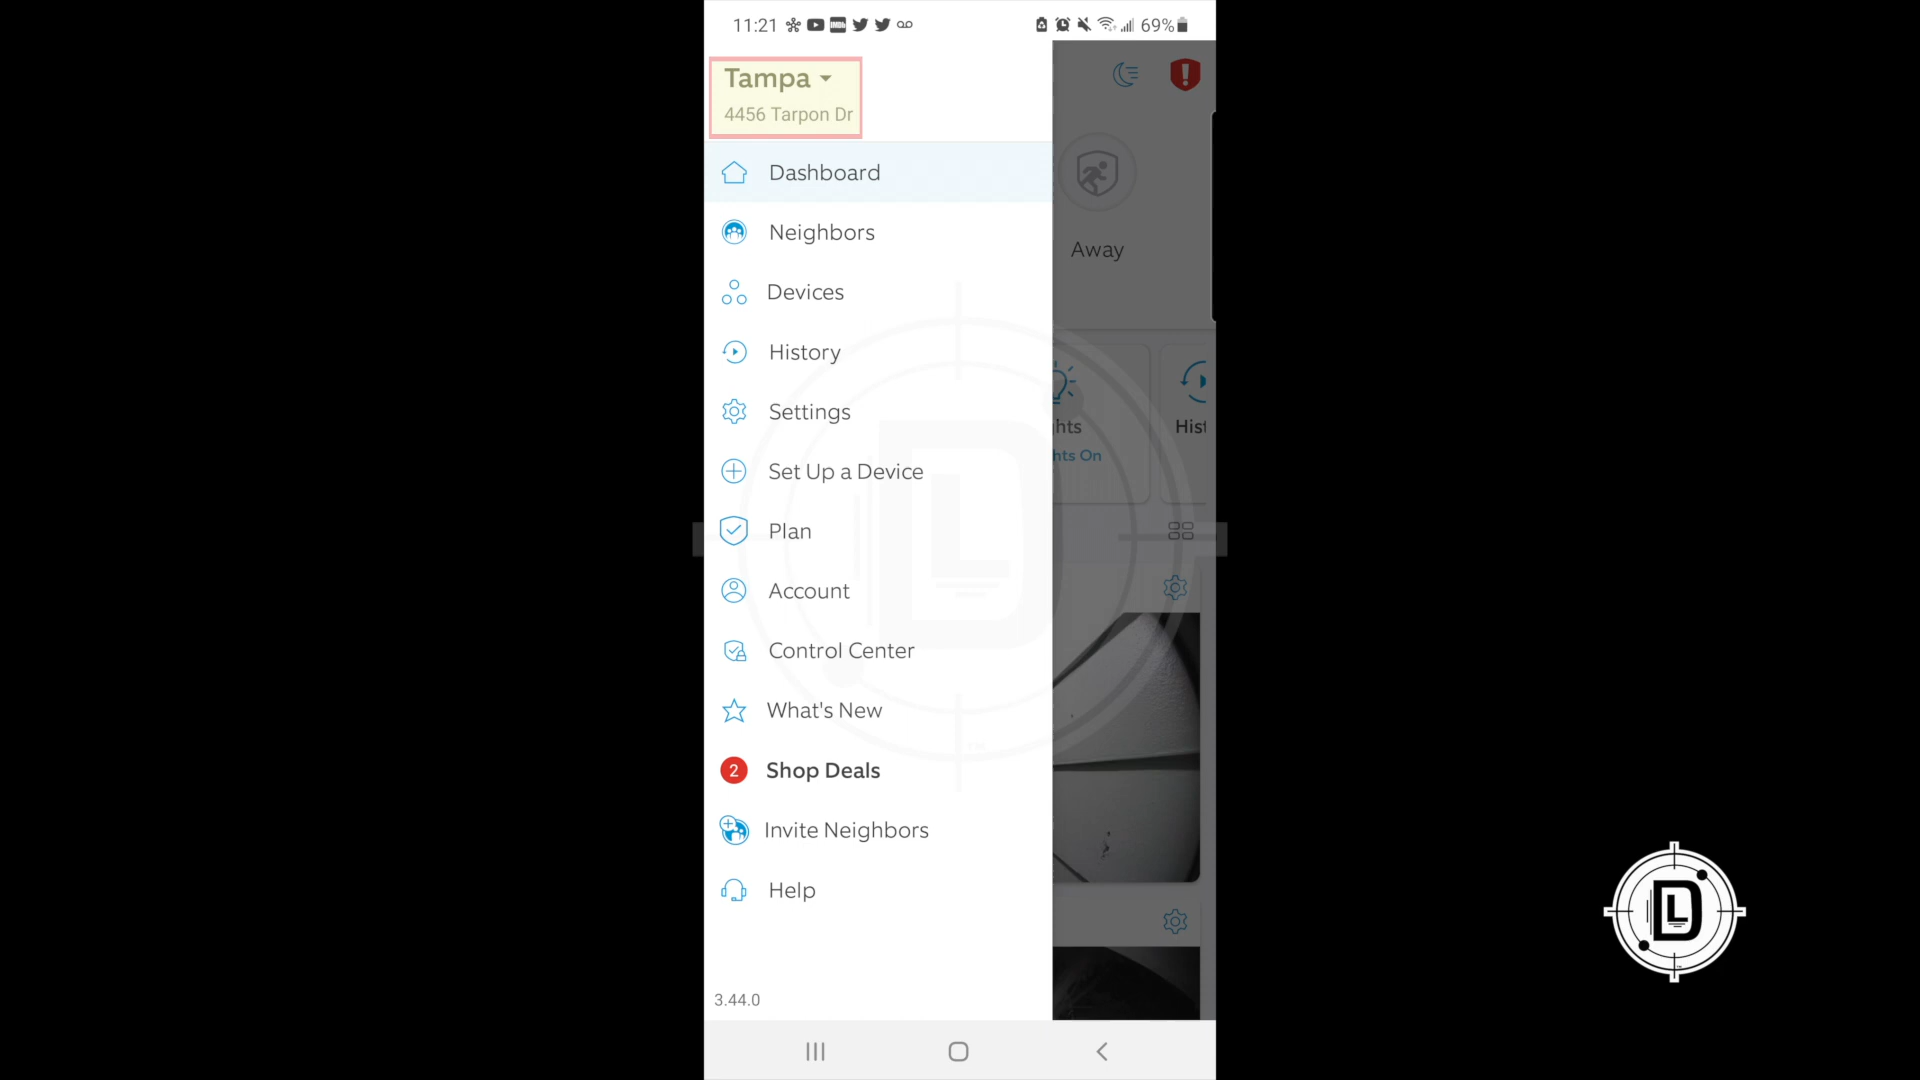 11:21
69%
Tampa
4456 Tarpon Dr
Dashboard
Neighbors
Away
Devices
History
Settings
hts
Hist
hts On
Set Up a Device
Plan
Account
Control Center
What's New
2 Shop Deals
Invite Neighbors
Help
3.44.0
DL